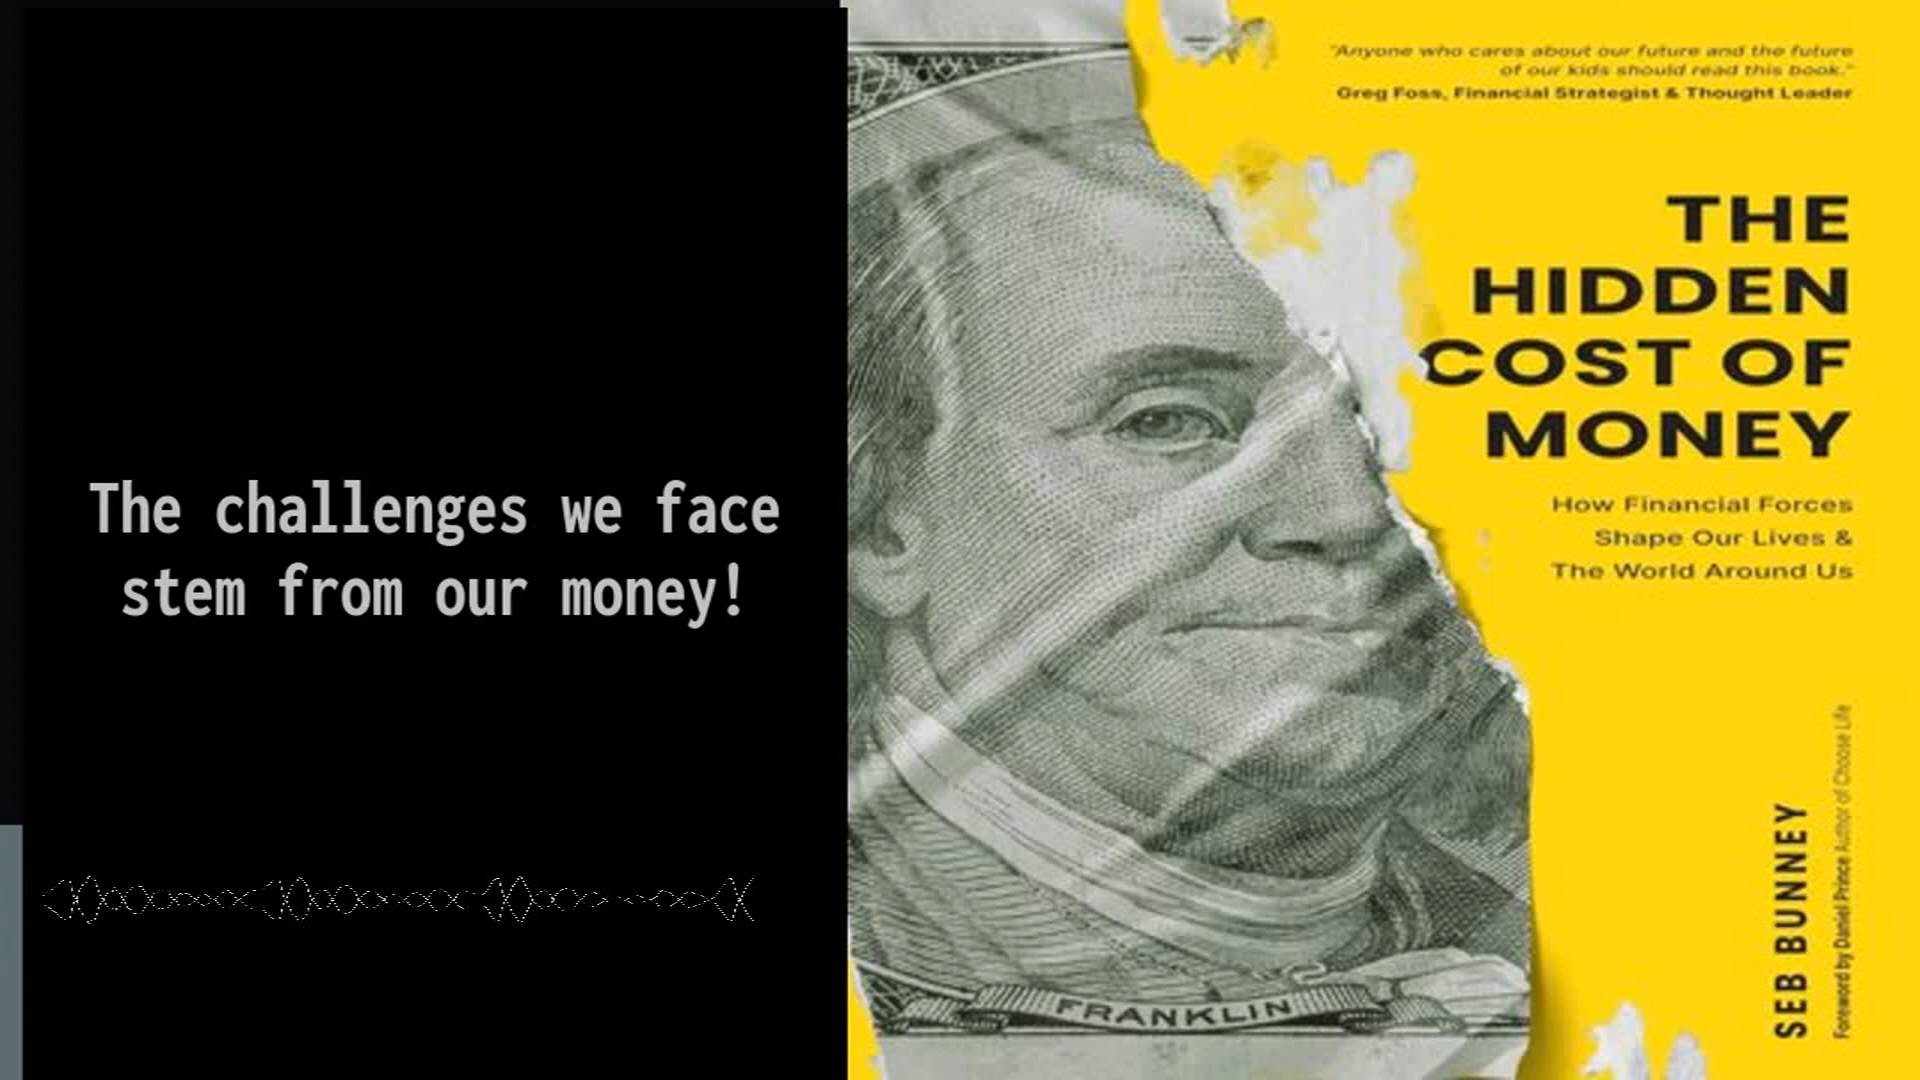 The challenges we face
stem from our money!
"Anyone who cares about our future and the future
of our kids should read this book."
Greg Foss, Financial Strategist & Thought Leader
THE
HIDDEN
COST OF
MONEY
How Financial Forces
Shape Our Lives &
The World Around Us
SEB BUNNEY
Foreword by Daniel Prince Author of Choose Life
FRANKLIN